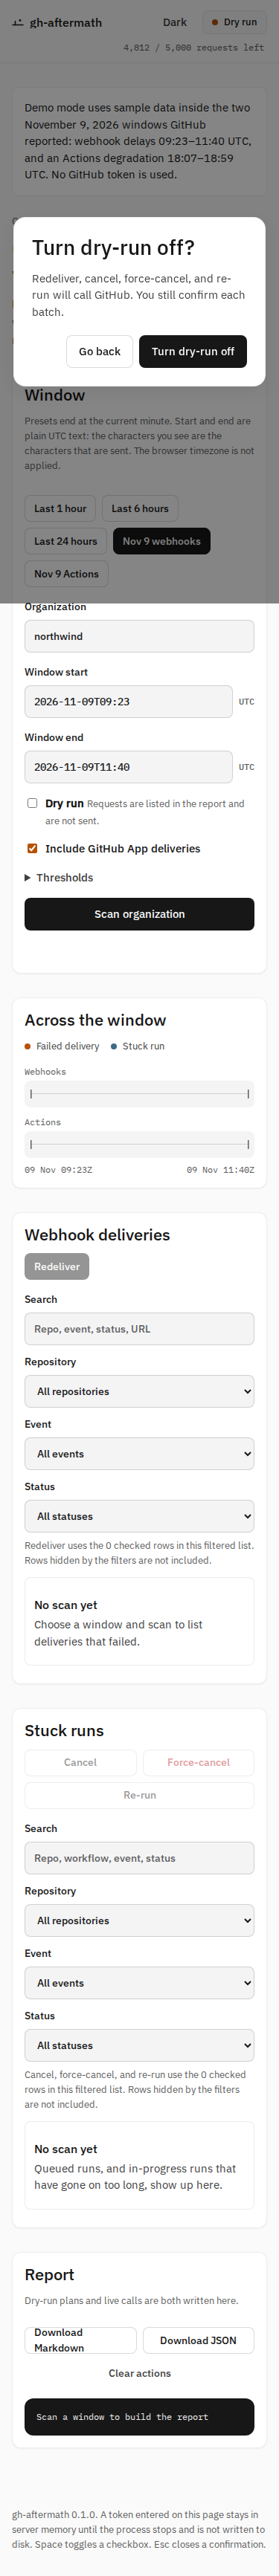 gh-aftermath
Dark
Dry run
4,812 / 5,000 requests left
Demo mode uses sample data inside the two
November 9, 2026 windows GitHub
reported: webhook delays 09:23–11:40 UTC,
and an Actions degradation 18:07–18:59
UTC. No GitHub token is used.
Turn dry-run off?
Redeliver, cancel, force-cancel, and re-
run will call GitHub. You still confirm each
batch.
Go back
Turn dry-run off
Window
Presets end at the current minute. Start and end are
plain UTC text: the characters you see are the
characters that are sent. The browser timezone is not
applied.
Last 1 hour
Last 6 hours
Last 24 hours
Nov 9 webhooks
Nov 9 Actions
Organization
northwind
Window start
2026-11-09T09:23
UTC
Window end
2026-11-09T11:40
UTC
Dry run Requests are listed in the report and
are not sent.
Include GitHub App deliveries
Thresholds
Scan organization
Across the window
Failed delivery
Stuck run
Webhooks
Actions
09 Nov 09:23Z
09 Nov 11:40Z
Webhook deliveries
Redeliver
Search
Repo, event, status, URL
Repository
All repositories
Event
All events
Status
All statuses
Redeliver uses the 0 checked rows in this filtered list.
Rows hidden by the filters are not included.
No scan yet
Choose a window and scan to list
deliveries that failed.
Stuck runs
Cancel
Force-cancel
Re-run
Search
Repo, workflow, event, status
Repository
All repositories
Event
All events
Status
All statuses
Cancel, force-cancel, and re-run use the 0 checked
rows in this filtered list. Rows hidden by the filters
are not included.
No scan yet
Queued runs, and in-progress runs that
have gone on too long, show up here.
Report
Dry-run plans and live calls are both written here.
Download
Markdown
Download JSON
Clear actions
Scan a window to build the report
gh-aftermath 0.1.0. A token entered on this page stays in
server memory until the process stops and is not written to
disk. Space toggles a checkbox. Esc closes a confirmation.